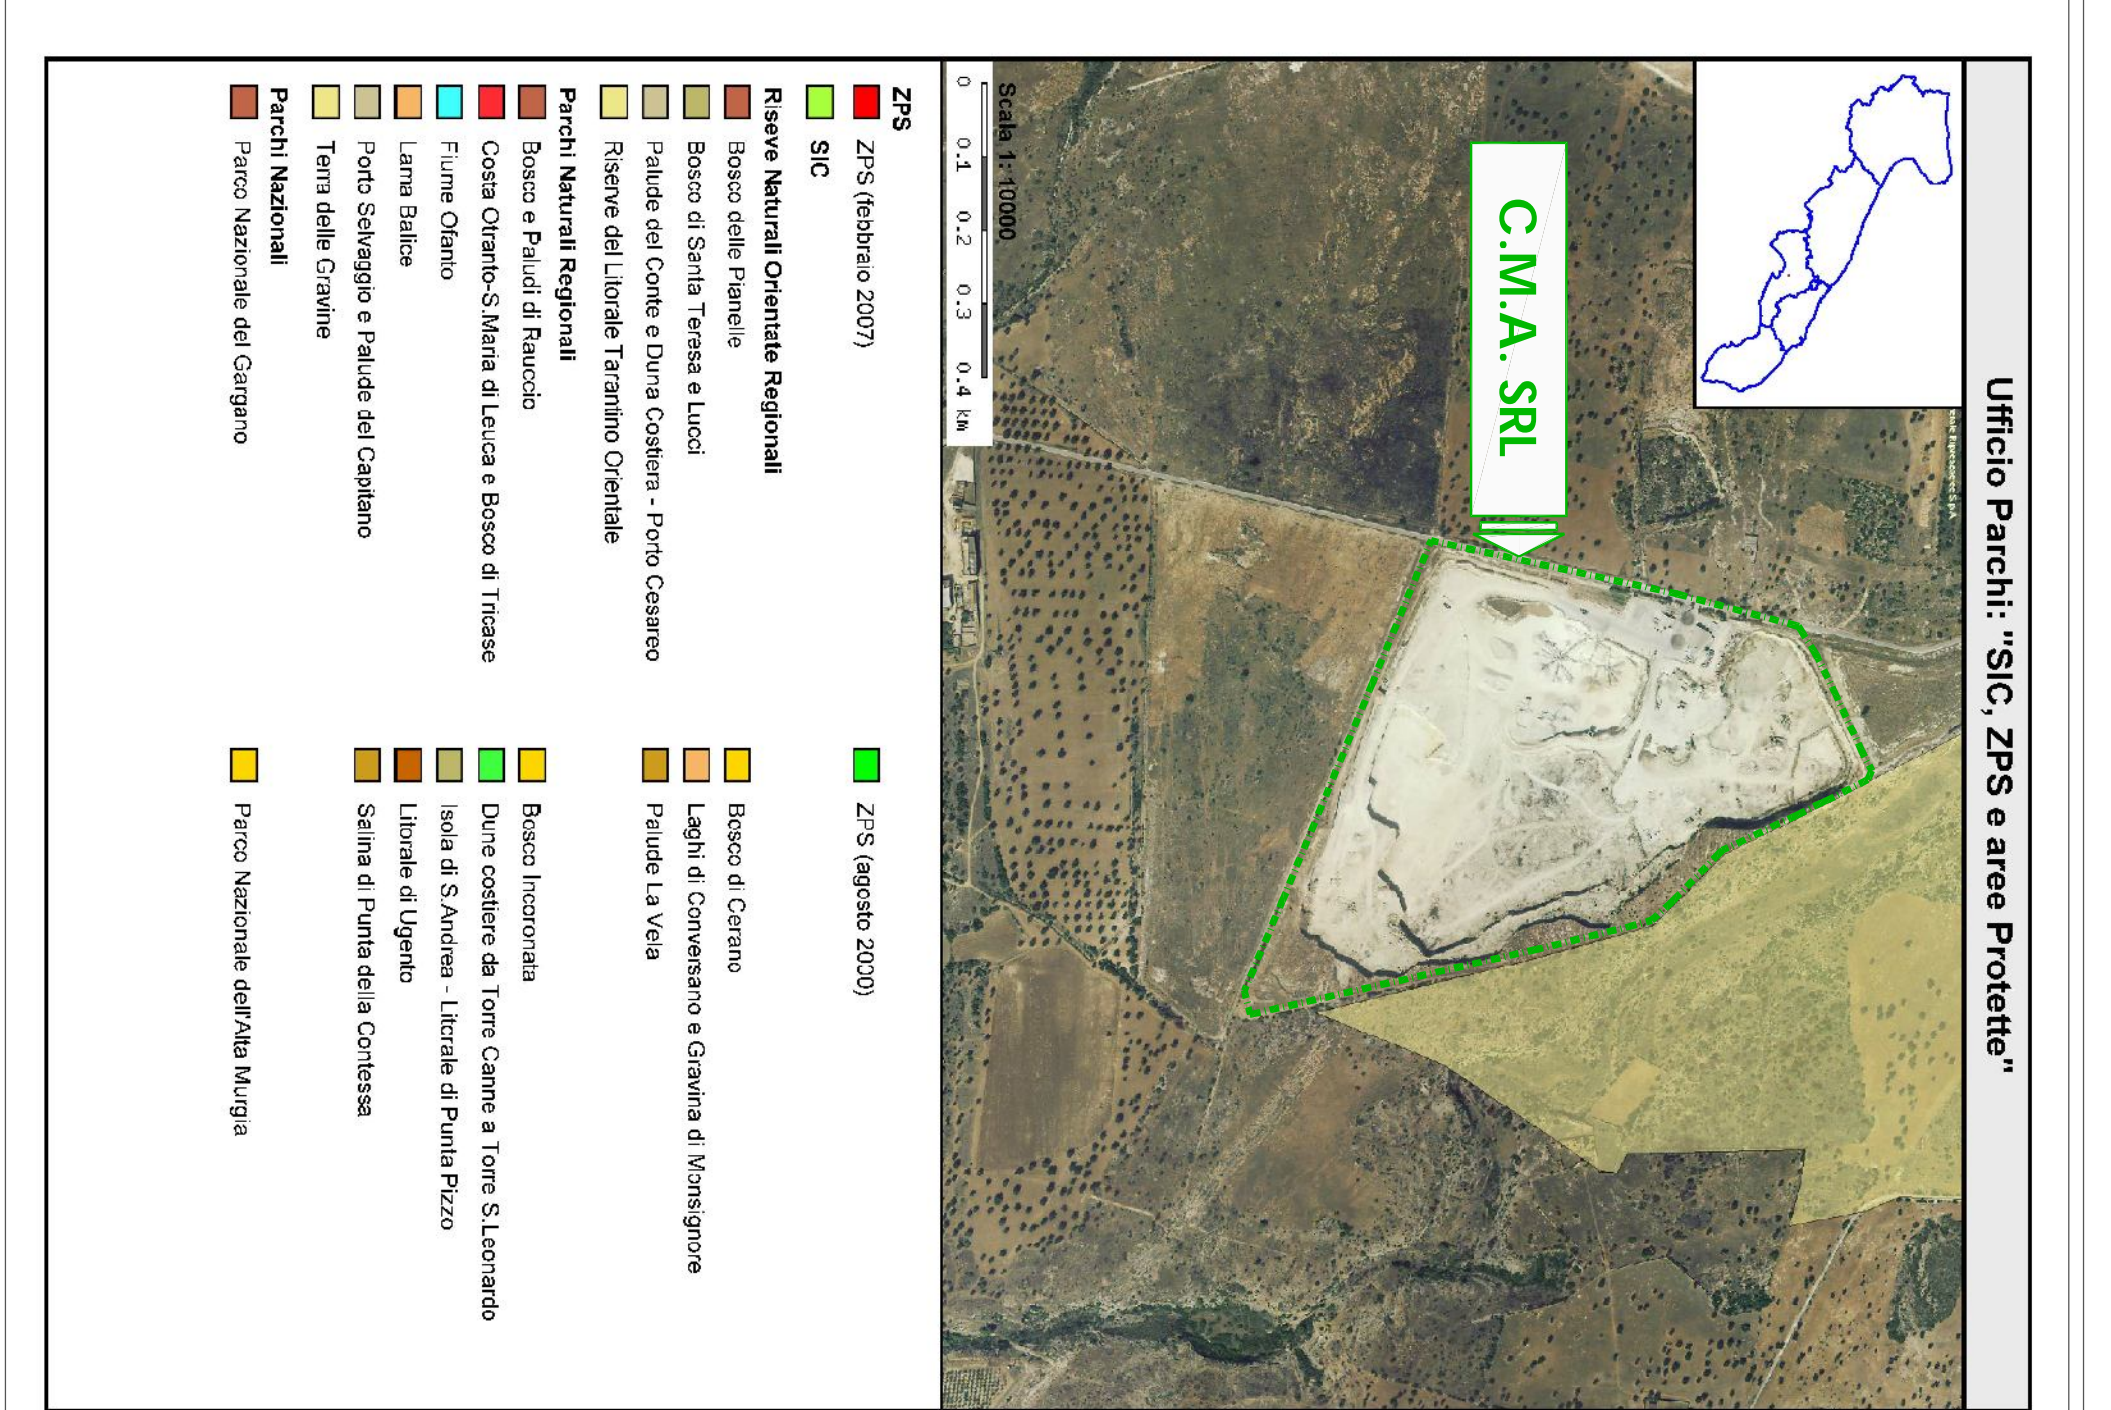 Ufficio Parchi: "SIC, ZPS e aree Protette"
C.M.A. SRL
Scala 1: 10000
0 0.1 0.2 0.3 0.4 km
ZPS
ZPS (febbraio 2007)
ZPS (agosto 2000)
SIC
Riseve Naturali Orientate Regionali
Bosco delle Pianelle
Bosco di Cerano
Bosco di Santa Teresa e Lucci
Laghi di Conversano e Gravina di Monsignore
Palude del Conte e Duna Costiera - Porto Cesareo
Palude La Vela
Riserve del Litorale Tarantino Orientale
Parchi Naturali Regionali
Bosco e Paludi di Rauccio
Bosco Incoronata
Costa Otranto-S.Maria di Leuca e Bosco di Tricase
Dune costiere da Torre Canne a Torre S.Leonardo
Fiume Ofanto
Isola di S.Andrea - Litorale di Punta Pizzo
Lama Balice
Litorale di Ugento
Porto Selvaggio e Palude del Capitano
Salina di Punta della Contessa
Terra delle Gravine
Parchi Nazionali
Parco Nazionale del Gargano
Parco Nazionale dell'Alta Murgia